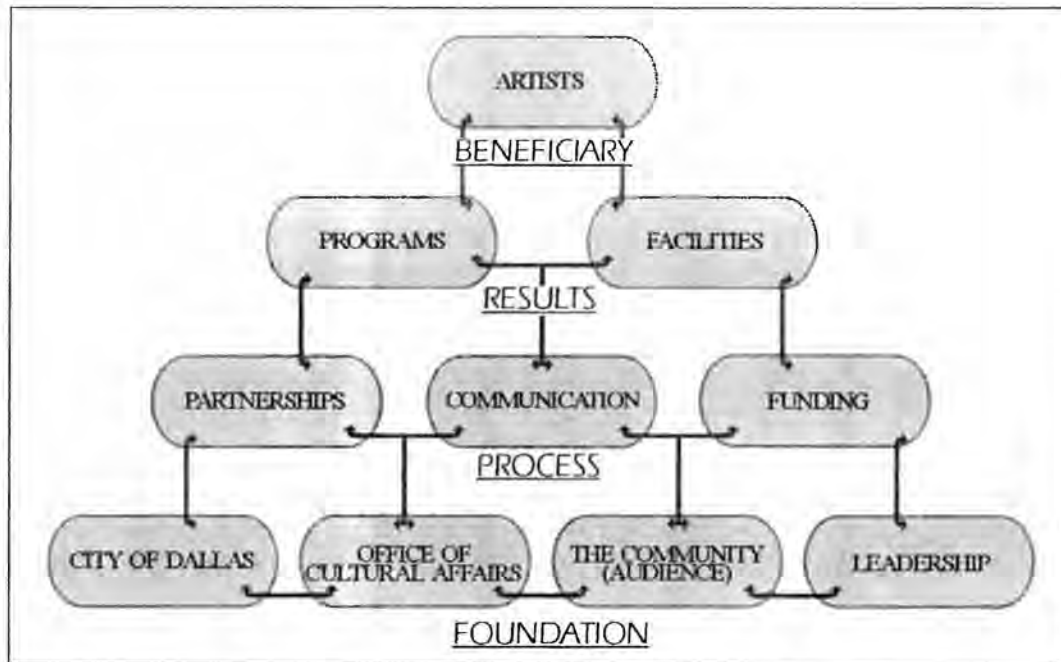 ARTISTS
BENEFICIARY
PROGRAMS
FACILITIES
RESULTS
PARTNERSHIPS
COMMUNICATION
FUNDING
PROCESS
CITY OF DALLAS
OFFICE OF
CULTURAL AFFAIRS
THE COMMUNITY
(AUDIENCE)
LEADERSHIP
FOUNDATION